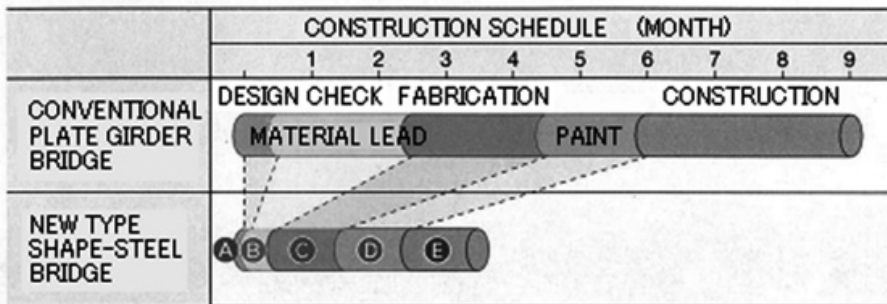 CONSTRUCTION SCHEDULE (MONTH)
1 2 3 4 5 6 7 8 9
CONVENTIONAL
PLATE GIRDER
BRIDGE
DESIGN CHECK FABRICATION CONSTRUCTION
MATERIAL LEAD PAINT
NEW TYPE
SHAPE-STEEL
BRIDGE
A B C D E